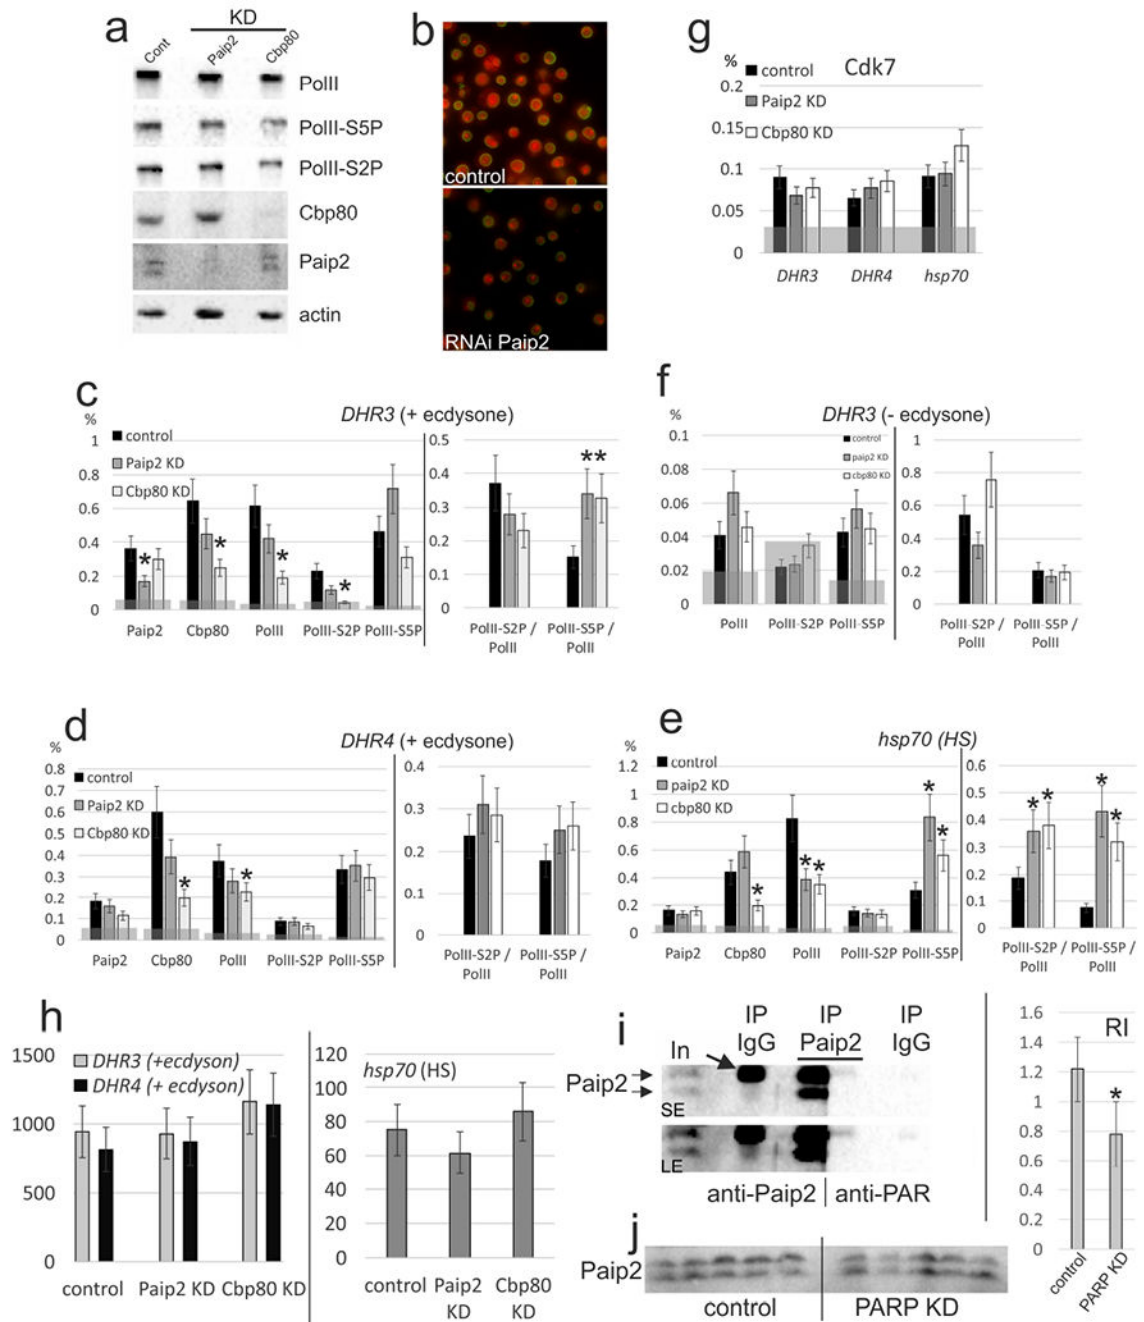 a
KD
Cont
Paip2
Cbp80
PolII
PolII-S5P
PolII-S2P
Cbp80
Paip2
actin
b
control
RNAi Paip2
g
%
Cdk7
control
Paip2 KD
Cbp80 KD
0.2
0.15
0.1
0.05
0
DHR3 DHR4 hsp70
c
DHR3 (+ ecdysone)
%
control
Paip2 KD
Cbp80 KD
1
0.8
0.6
0.4
0.2
0
* * * *
Paip2 Cbp80 PolII PolII-S2P PolII-S5P
0.5
0.4
0.3
0.2
0.1
0
**
PolII-S2P / PolII-S5P /
PolII PolII
f
DHR3 (- ecdysone)
%
control
paip2 KD
cbp80 KD
0.1
0.08
0.06
0.04
0.02
0
PolII PolII-S2P PolII-S5P
1
0.8
0.6
0.4
0.2
0
PolII-S2P / PolII-S5P /
PolII PolII
d
DHR4 (+ ecdysone)
%
control
Paip2 KD
Cbp80 KD
0.8
0.7
0.6
0.5
0.4
0.3
0.2
0.1
0
* *
Paip2 Cbp80 PolII PolII-S2P PolII-S5P
0.4
0.3
0.2
0.1
0
PolII-S2P / PolII-S5P /
PolII PolII
e
hsp70 (HS)
%
control
paip2 KD
cbp80 KD
1.2
1
0.8
0.6
0.4
0.2
0
* * * * *
Paip2 Cbp80 PolII PolII-S2P PolII-S5P
0.6
0.5
0.4
0.3
0.2
0.1
0
* * * *
PolII-S2P / PolII-S5P /
PolII PolII
h
DHR3 (+ecdyson)
DHR4 (+ ecdyson)
1500
1000
500
0
control Paip2 KD Cbp80 KD
hsp70 (HS)
120
100
80
60
40
20
0
control Paip2 Cbp80
KD KD
i
IP IP IP
In IgG Paip2 IgG
Paip2
SE
LE
anti-Paip2 anti-PAR
j
Paip2
control PARP KD
RI
1.6
1.4
1.2
1
0.8
0.6
0.4
0.2
0
*
control
PARP KD